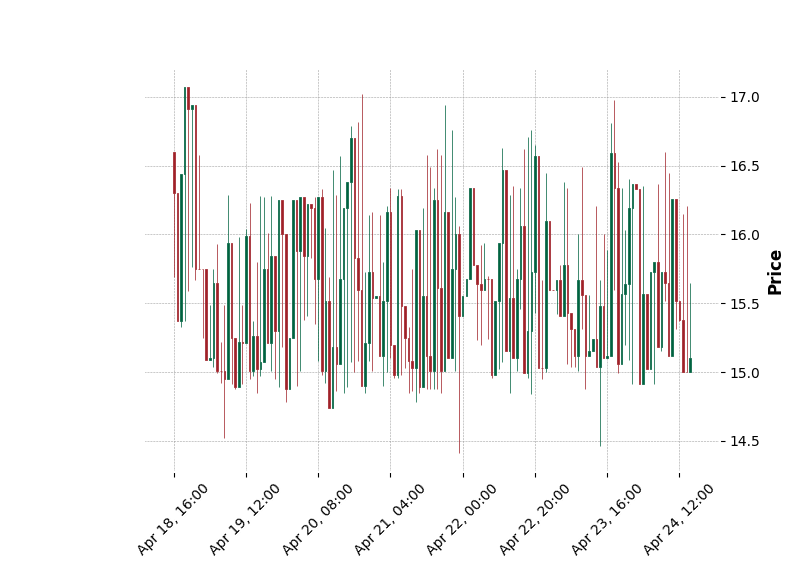 17.0
16.5
16.0
15.5
15.0
14.5
Price
Apr 18, 16:00
Apr 19, 12:00
Apr 20, 08:00
Apr 21, 04:00
Apr 22, 00:00
Apr 22, 20:00
Apr 23, 16:00
Apr 24, 12:00